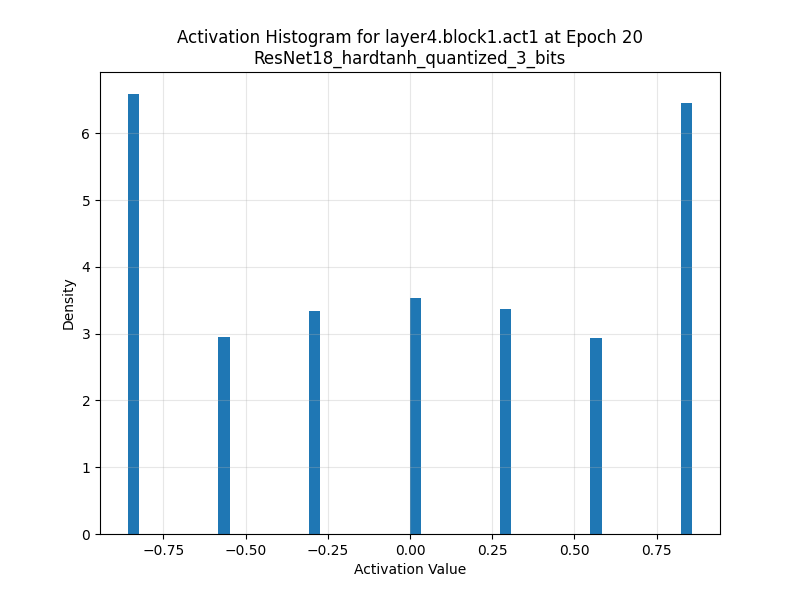 Activation Histogram for layer4.block1.act1 at Epoch 20
ResNet18_hardtanh_quantized_3_bits
6
5
4
3
2
1
0
Density
−0.75 −0.50 −0.25 0.00 0.25 0.50 0.75
Activation Value